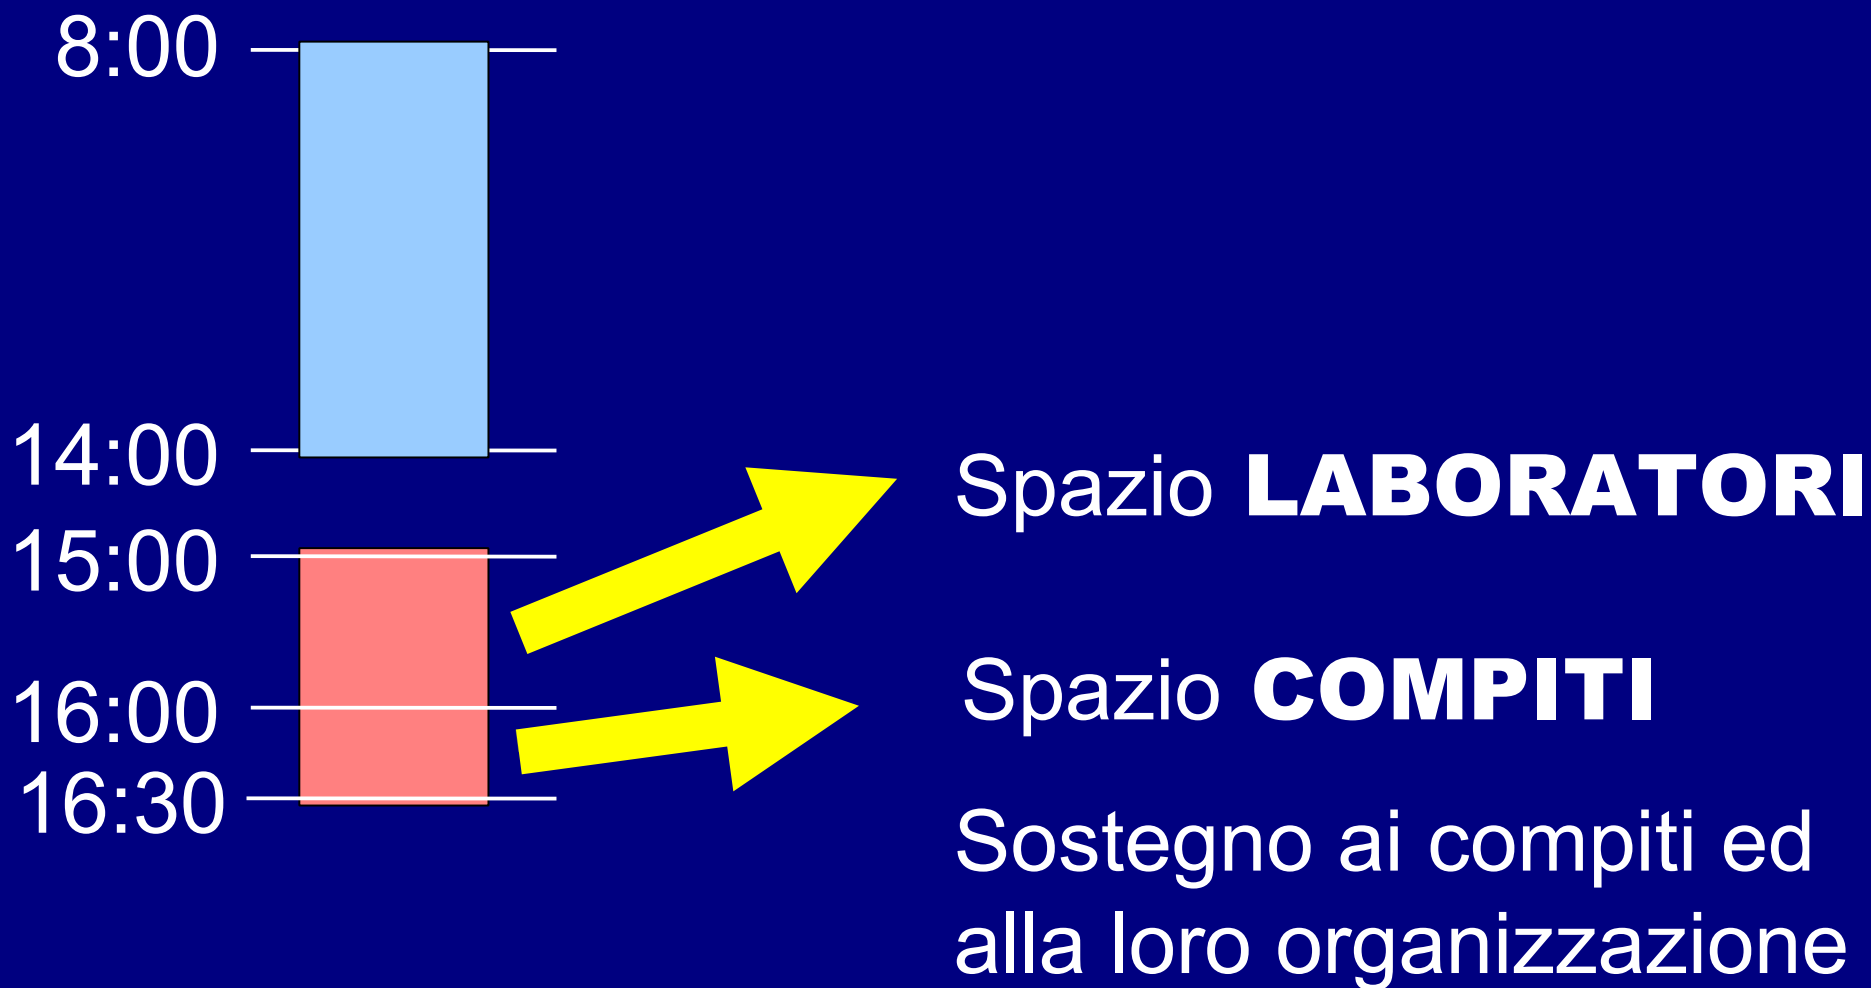 8:00
14:00
15:00
16:00
16:30
Spazio LABORATORI
Spazio COMPITI
Sostegno ai compiti ed
alla loro organizzazione